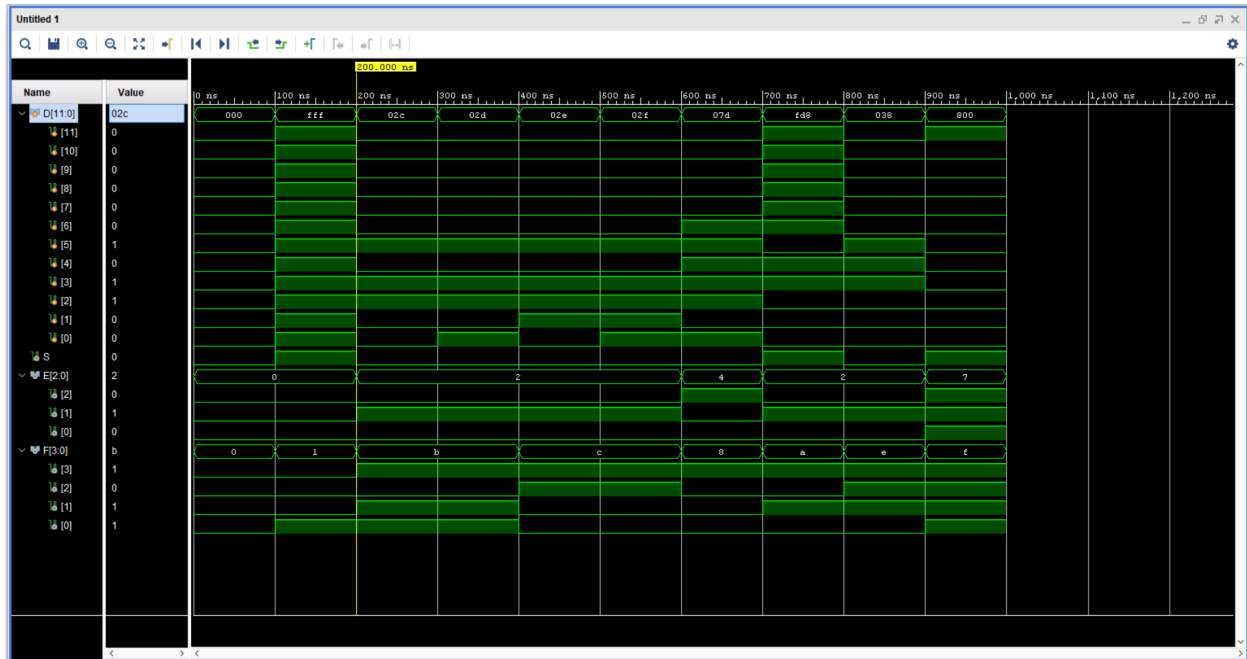 Untitled 1
200.000 ns
Name Value
0 ns 100 ns 200 ns 300 ns 400 ns 500 ns 600 ns 700 ns 800 ns 900 ns 1,000 ns 1,100 ns 1,200 ns
D[11:0] 02c 000 fff 02c 02d 02e 02f 07d fd8 038 800
[11] 0
[10] 0
[9] 0
[8] 0
[7] 0
[6] 0
[5] 1
[4] 0
[3] 1
[2] 1
[1] 0
[0] 0
S 0
E[2:0] 2 0 2 4 2 7
[2] 0
[1] 1
[0] 0
F[3:0] b 0 1 b c 8 a e f
[3] 1
[2] 0
[1] 1
[0] 1